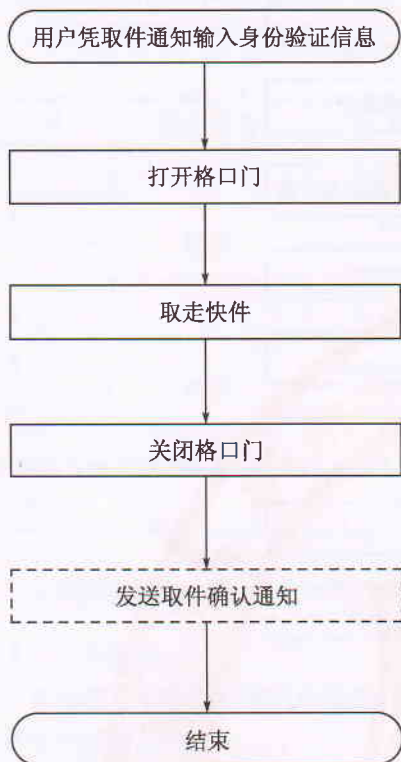 用户凭取件通知输入身份验证信息
打开格口门
取走快件
关闭格口门
发送取件确认通知
结束